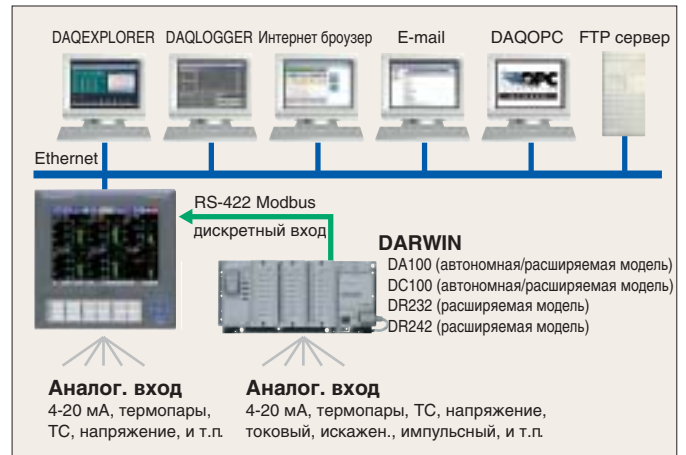 DAQEXPLORER DAQLOGGER Интернет броузер E-mail DAQOPC FTP сервер
OPC
Ethernet
RS-422 Modbus
дискретный вход
DARWIN
DA100 (автономная/расширяемая модель)
DC100 (автономная/расширяемая модель)
DR232 (расширяемая модель)
DR242 (расширяемая модель)
Аналог. вход
4-20 мА, термопары,
ТС, напряжение, и т.п.
Аналог. вход
4-20 мА, термопары, ТС, напряжение,
токовый, искажен., импульсный, и т.п.